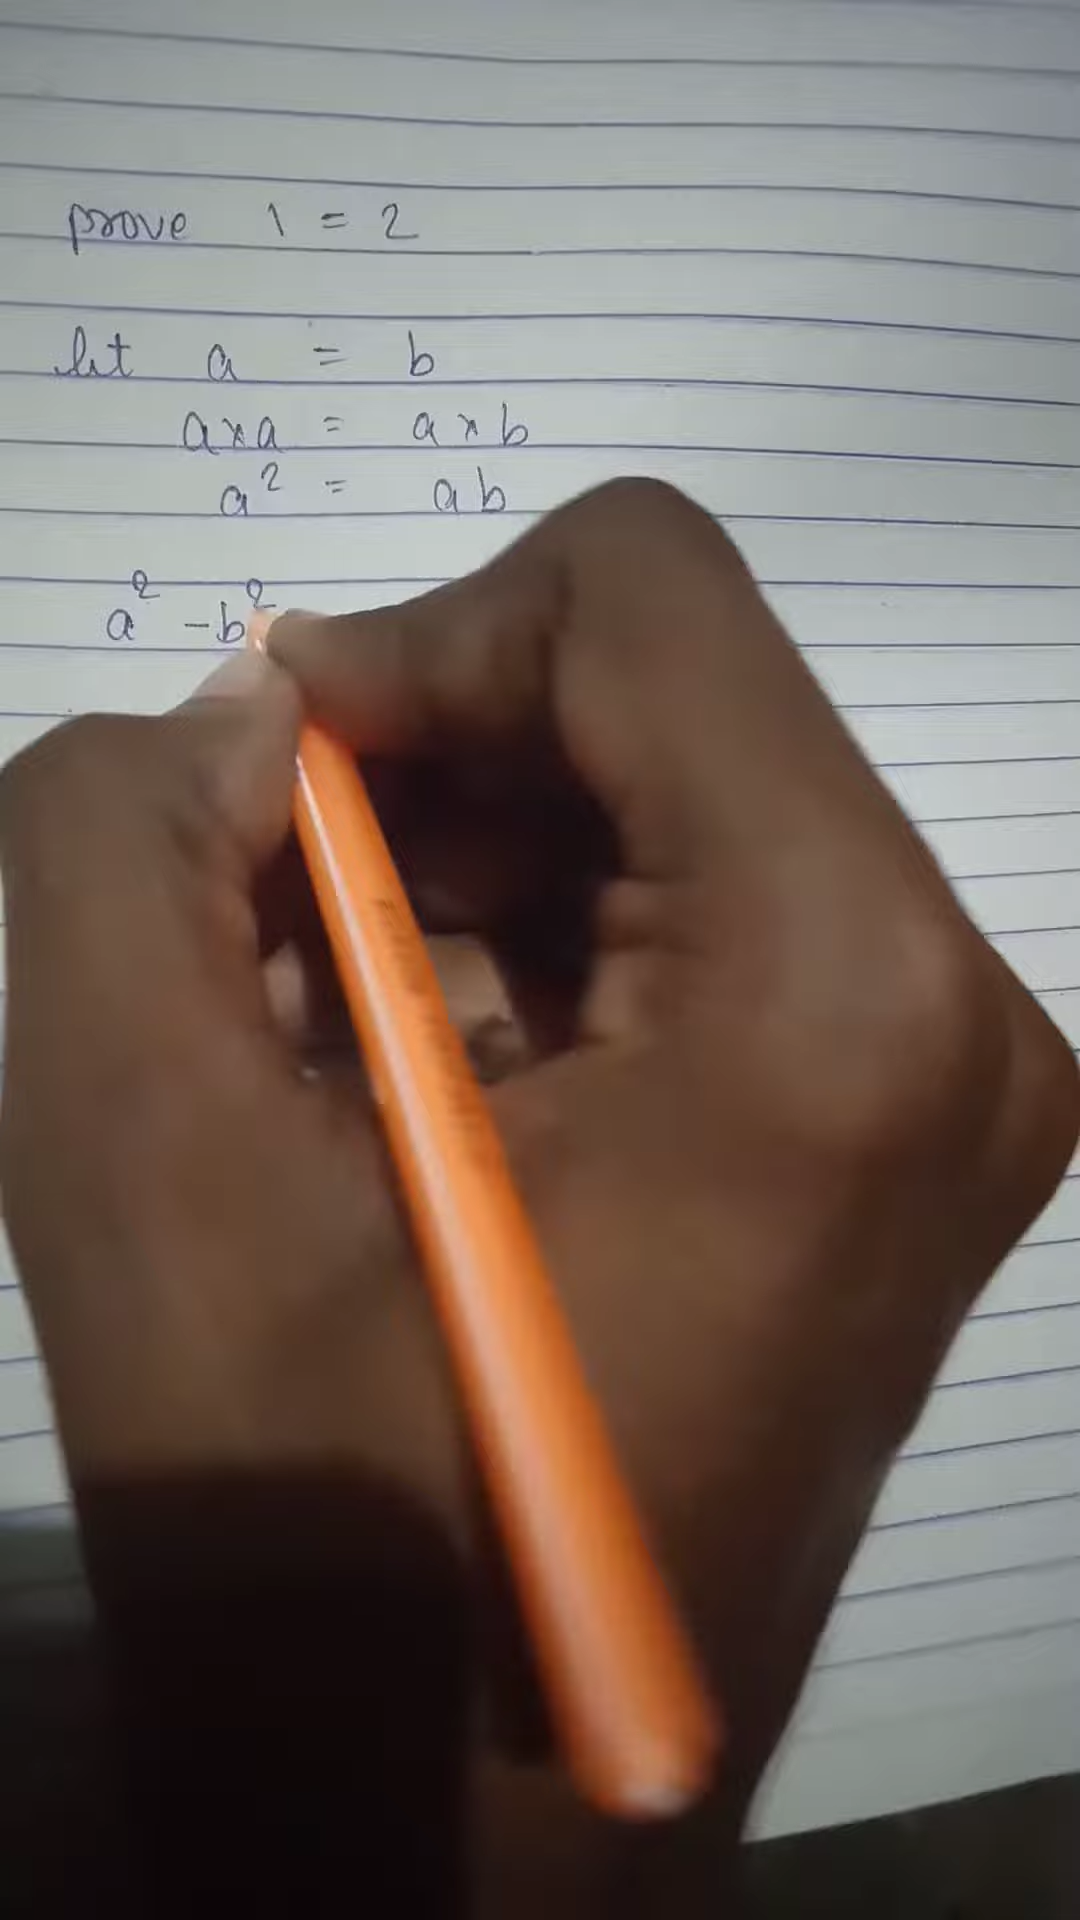 prove 1 = 2
let a = b
a×a = a×b
a² = ab
a² -b²